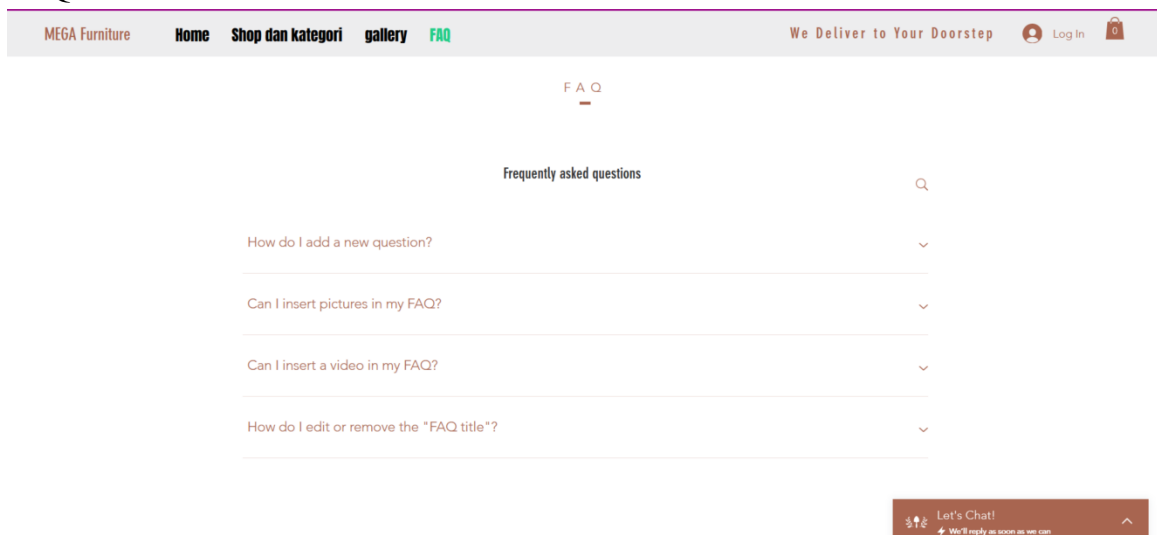 MEGA Furniture Home Shop dan kategori gallery FAQ We Deliver to Your Doorstep Log In 0
FAQ
Frequently asked questions
How do I add a new question?
Can I insert pictures in my FAQ?
Can I insert a video in my FAQ?
How do I edit or remove the "FAQ title"?
Let's Chat!
We'll reply as soon as we can